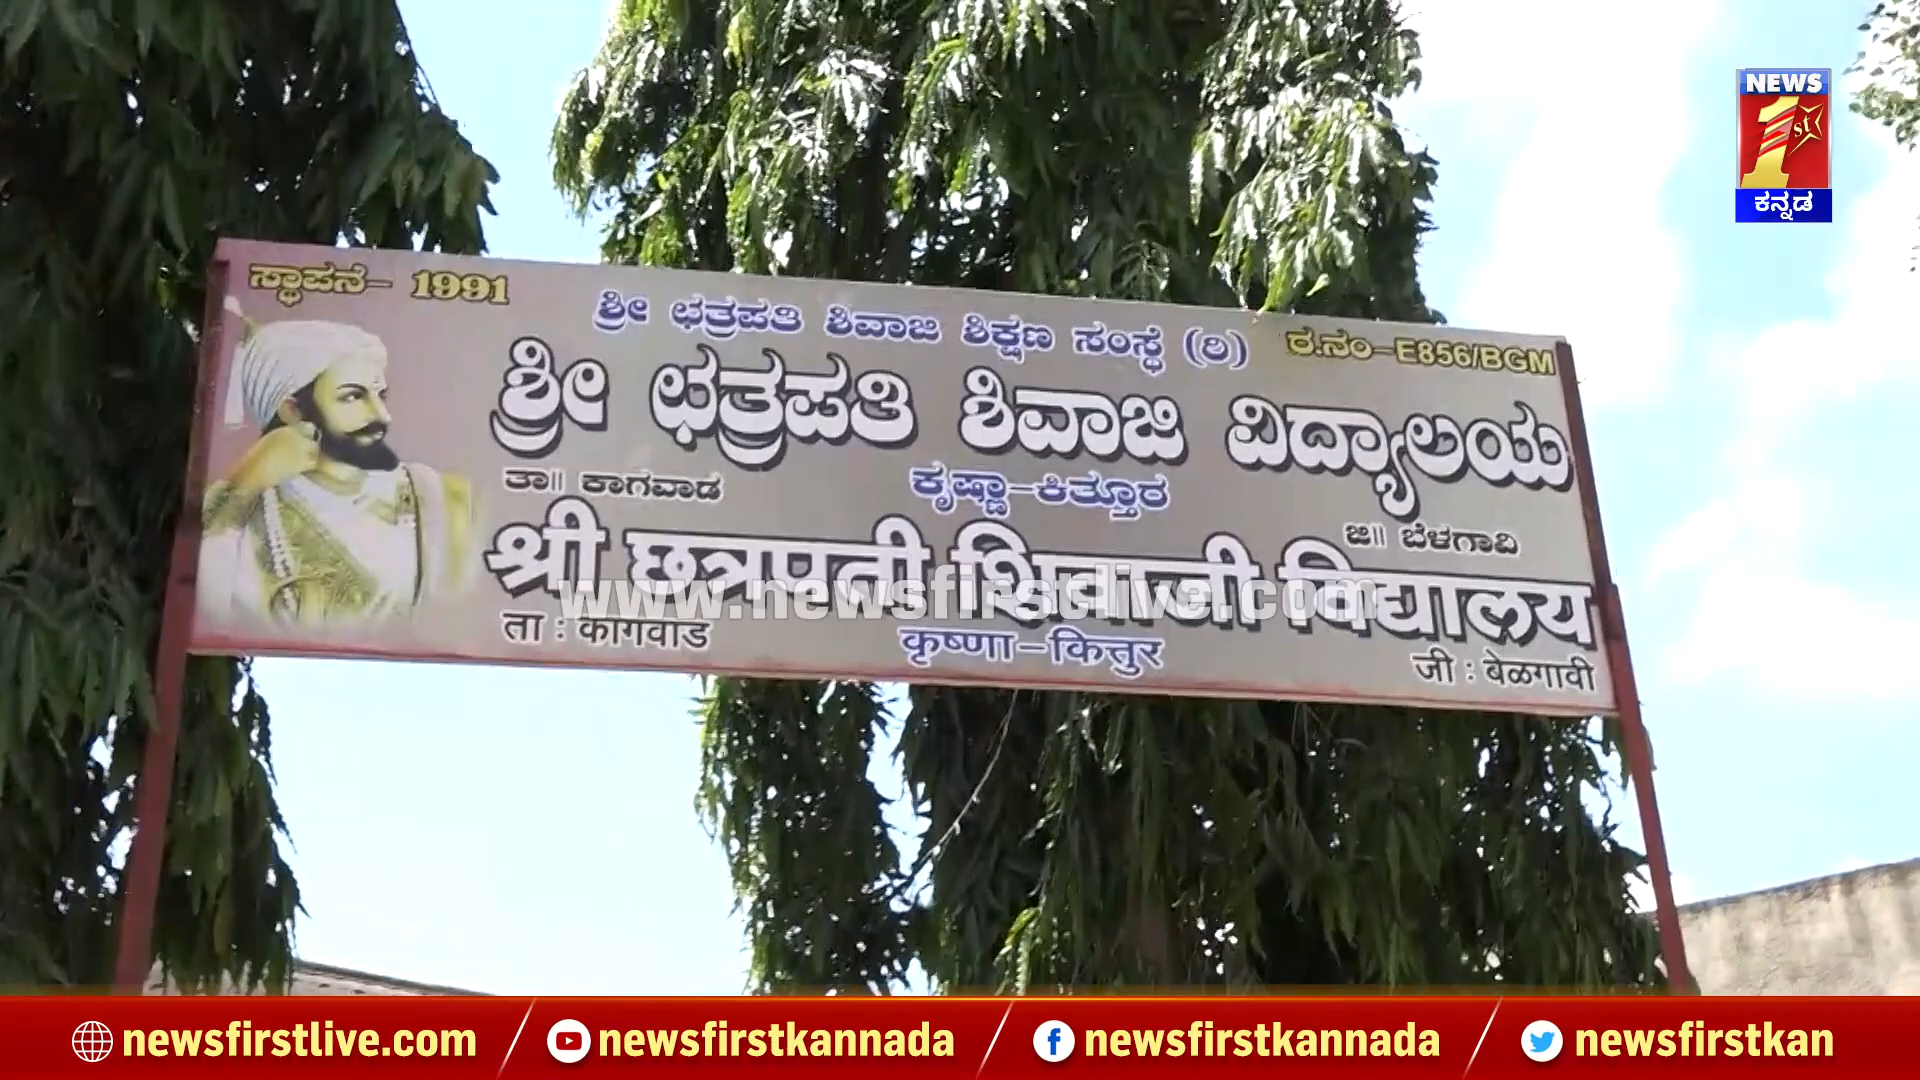 NEWS
1st
ಕನ್ನಡ
ಸ್ಥಾಪನೆ- 1991
ಶ್ರೀ ಛತ್ರಪತಿ ಶಿವಾಜಿ ಶಿಕ್ಷಣ ಸಂಸ್ಥೆ (ರಿ)
ರ.ನಂ-E856/BGM
ಶ್ರೀ ಛತ್ರಪತಿ ಶಿವಾಜಿ ವಿದ್ಯಾಲಯ
ತಾ|| ಕಾಗವಾಡ
ಕೃಷ್ಣಾ-ಕಿತ್ತೂರ
ಜಿ|| ಬೆಳಗಾವಿ
श्री छत्रपती शिवाजी विद्यालय
www.newsfirstlive.com
ता : कागवाड
कृष्णा-कित्तुर
जी : बेळगावी
newsfirstlive.com
newsfirstkannada
newsfirstkannada
newsfirstkan